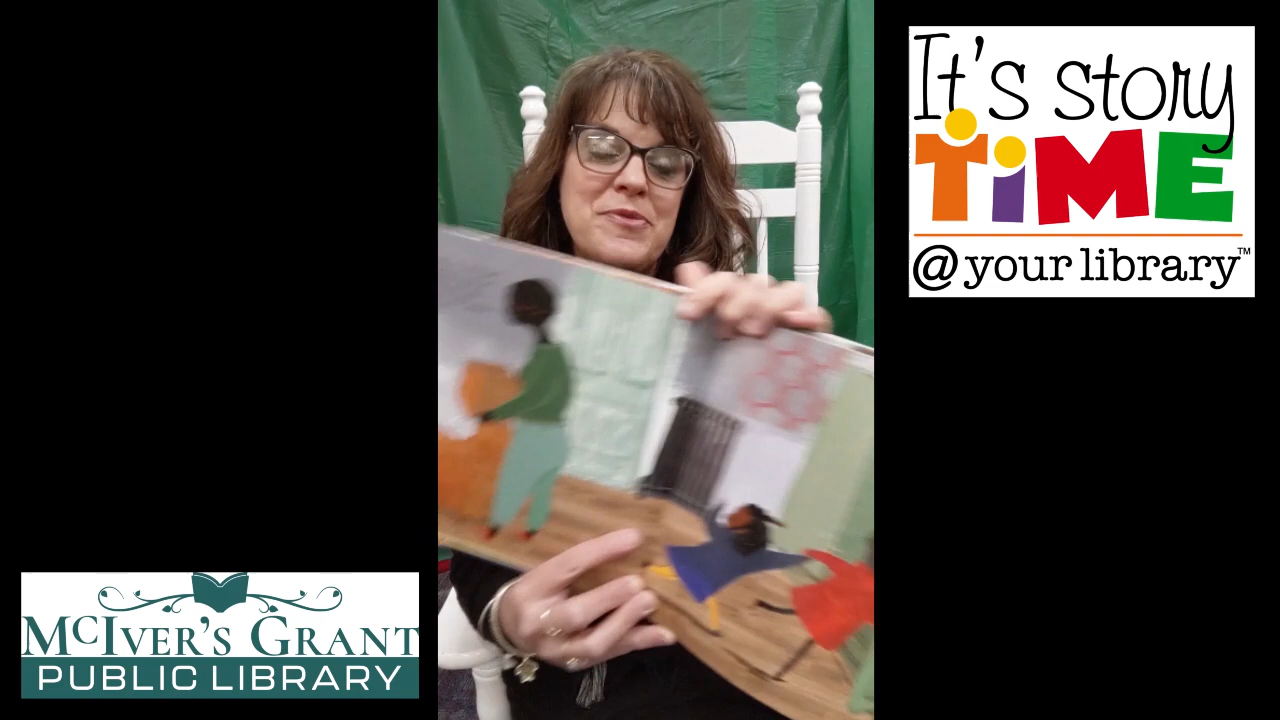 It's story
TiME
@ your library™
McIver's Grant
PUBLIC LIBRARY